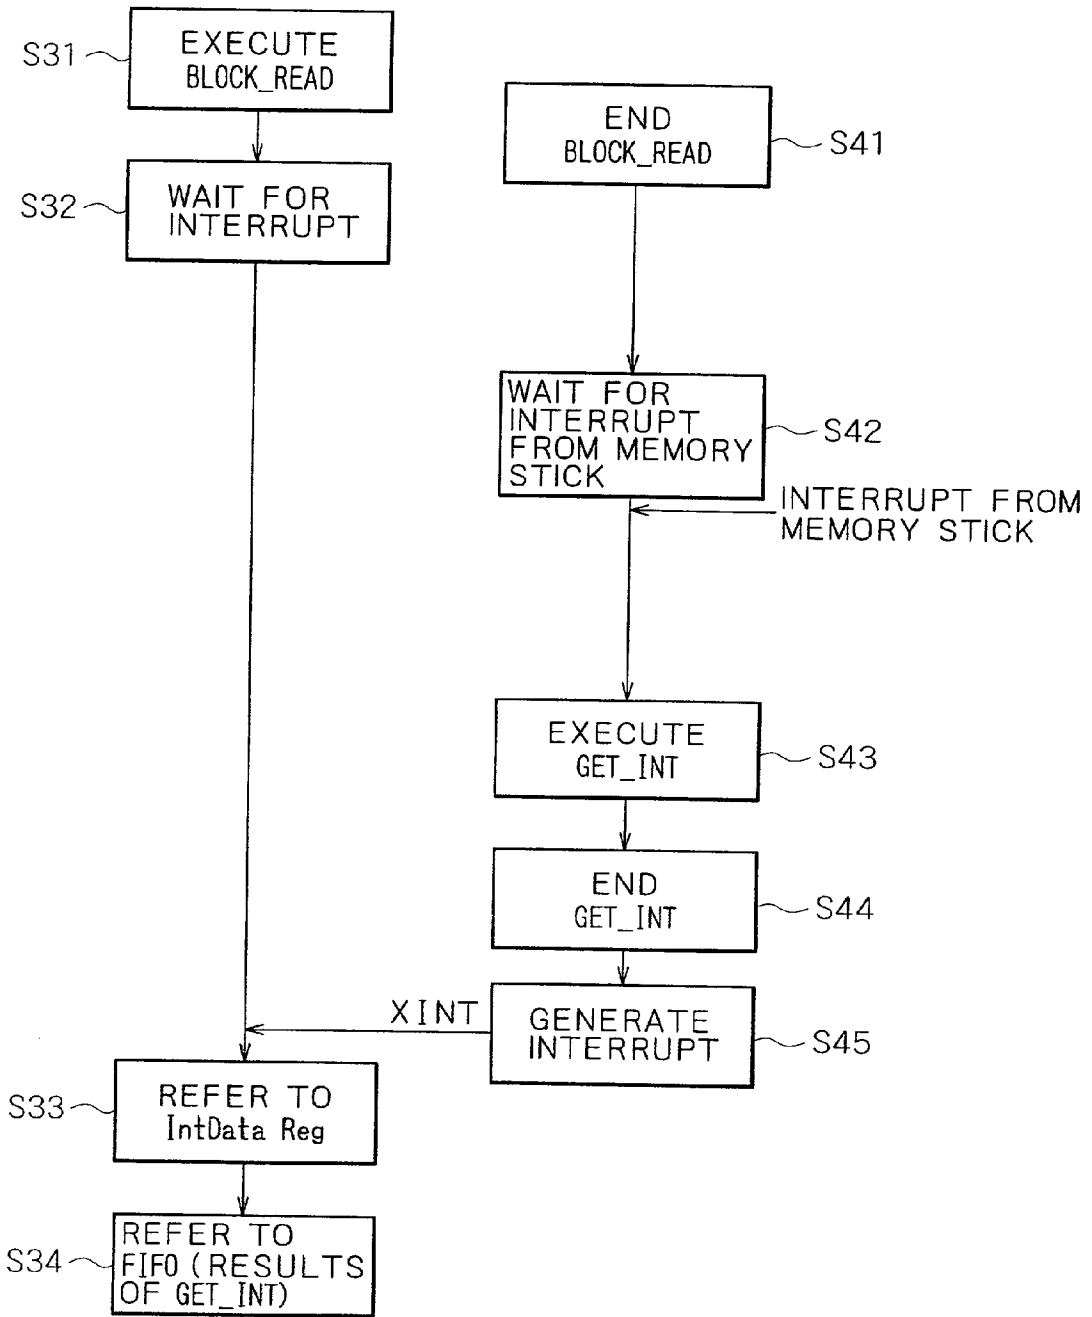 S31
EXECUTE
BLOCK_READ
S32
WAIT FOR
INTERRUPT
END
BLOCK_READ
S41
WAIT FOR
INTERRUPT
FROM MEMORY
STICK
S42
INTERRUPT FROM
MEMORY STICK
EXECUTE
GET_INT
S43
END
GET_INT
S44
XINT
GENERATE
INTERRUPT
S45
S33
REFER TO
IntData Reg
S34
REFER TO
FIFO (RESULTS
OF GET_INT)